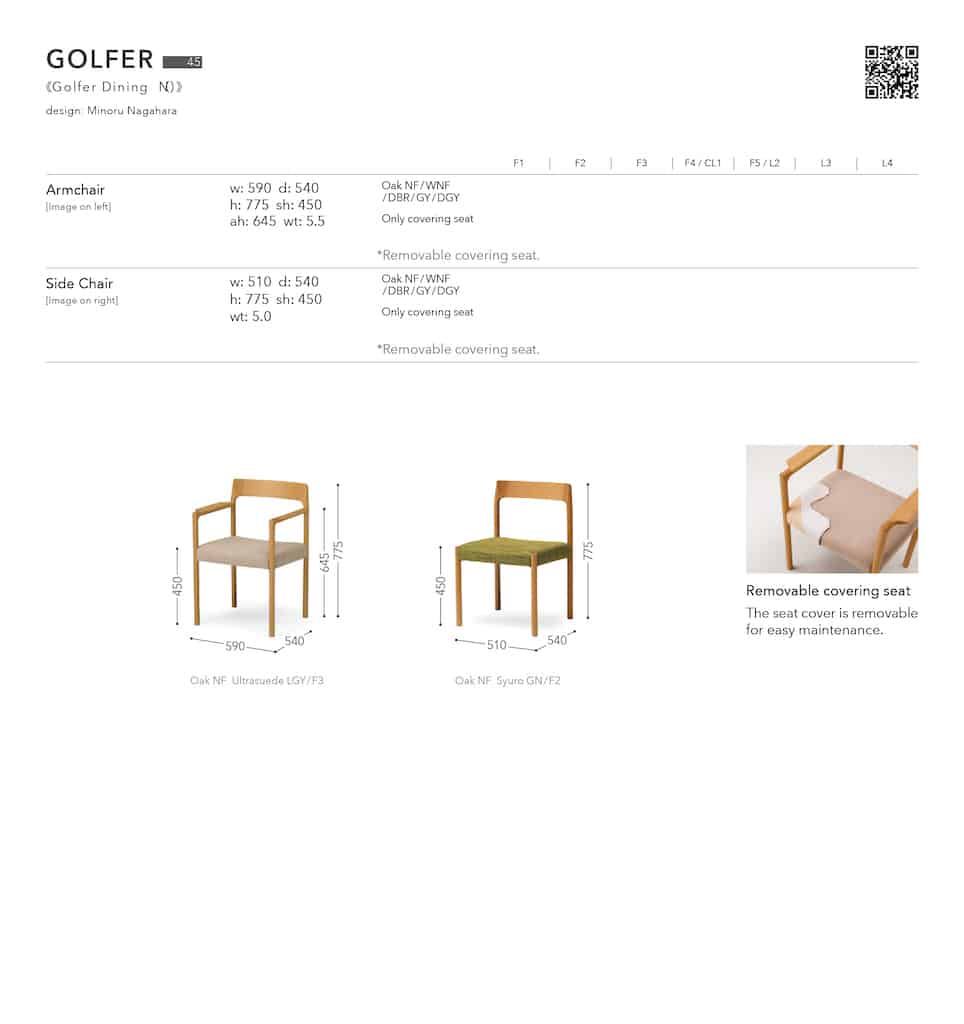 GOLFER 45
《Golfer Dining N》
design: Minoru Nagahara
F1 F2 F3 F4 / CL1 F5 / L2 L3 L4
Armchair
[Image on left]
w: 590 d: 540
h: 775 sh: 450
ah: 645 wt: 5.5
Oak NF/WNF
/DBR/GY/DGY
Only covering seat
*Removable covering seat.
Side Chair
[Image on right]
w: 510 d: 540
h: 775 sh: 450
wt: 5.0
Oak NF/WNF
/DBR/GY/DGY
Only covering seat
*Removable covering seat.
450
645
775
590
540
Oak NF Ultrasuede LGY/F3
450
775
510
540
Oak NF Syuro GN/F2
Removable covering seat
The seat cover is removable
for easy maintenance.